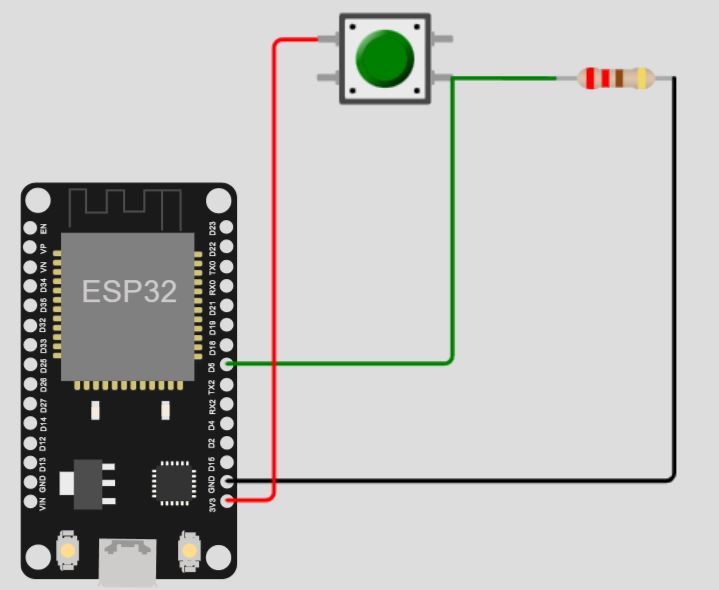 ESP32
EN
VP
VN
D34
D35
D32
D33
D25
D26
D27
D14
D12
D13
GND
VIN
D23
D22
TX0
RX0
D21
D19
D18
D5
TX2
RX2
D4
D2
D15
GND
3V3